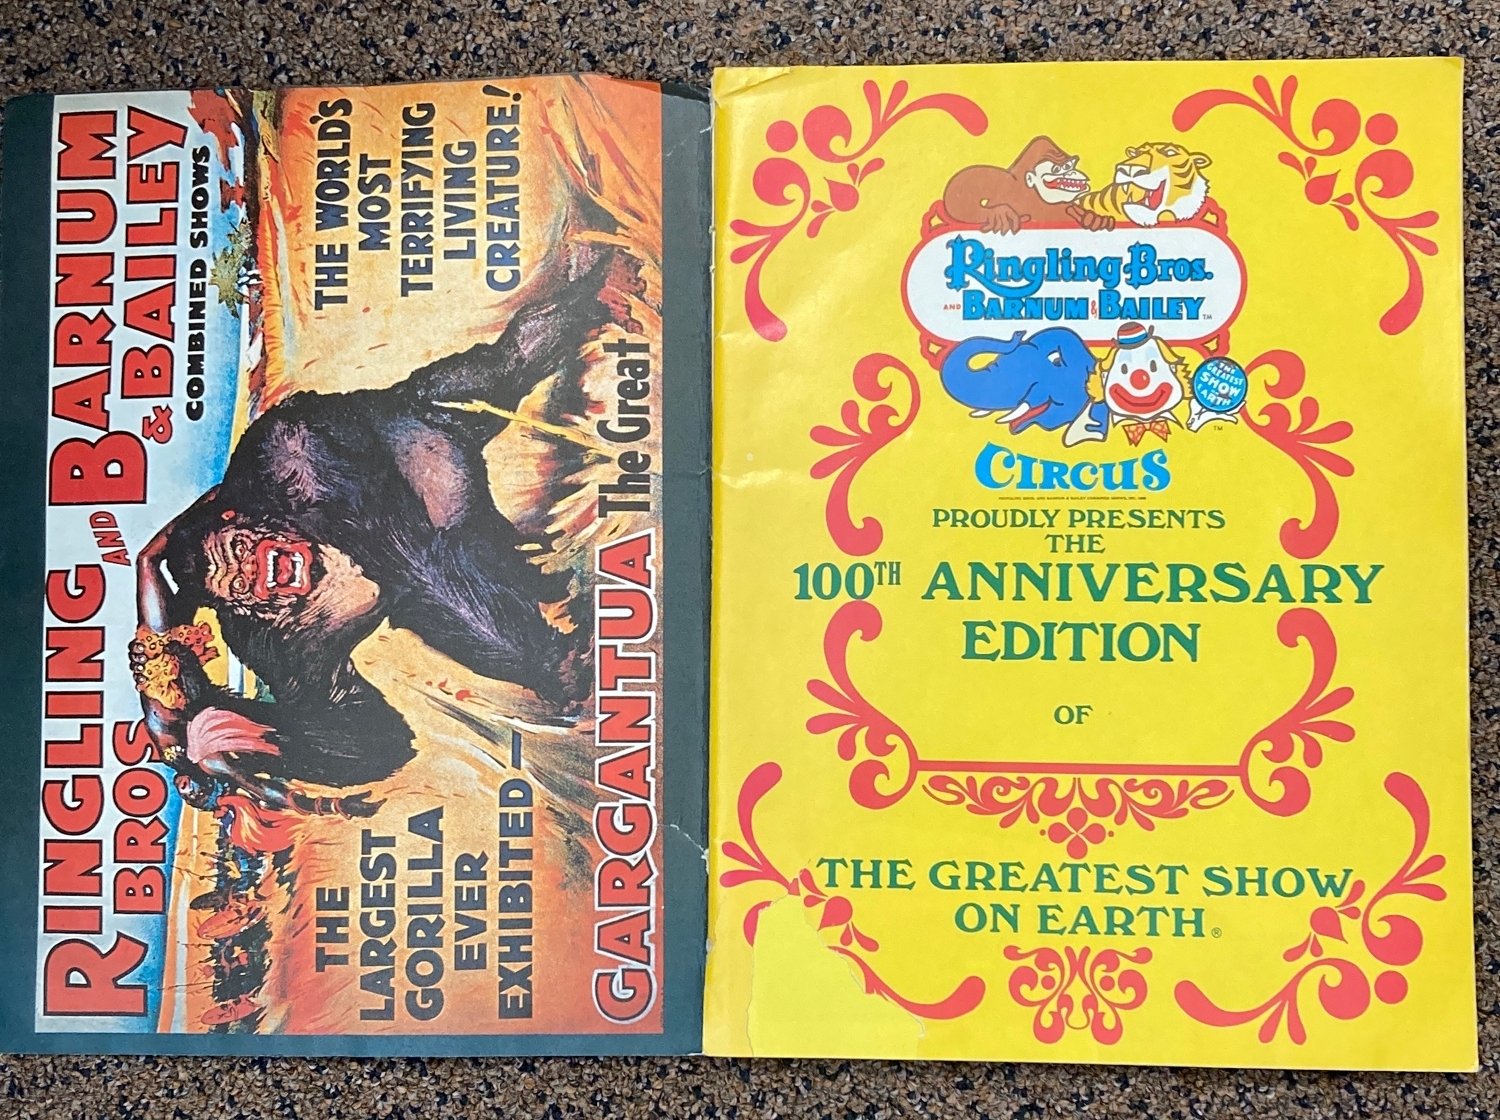 RINGLING AND BARNUM
BROS & BAILEY
COMBINED SHOWS
THE
LARGEST
GORILLA
EVER
EXHIBITED—
THE WORLD'S
MOST
TERRIFYING
LIVING
CREATURE!
GARGANTUA The Great
Ringling Bros.
AND BARNUM & BAILEY TM
THE
GREATEST
SHOW
ON
EARTH
TM
CIRCUS
PROUDLY PRESENTS
THE
100TH ANNIVERSARY
EDITION
OF
THE GREATEST SHOW
ON EARTH®